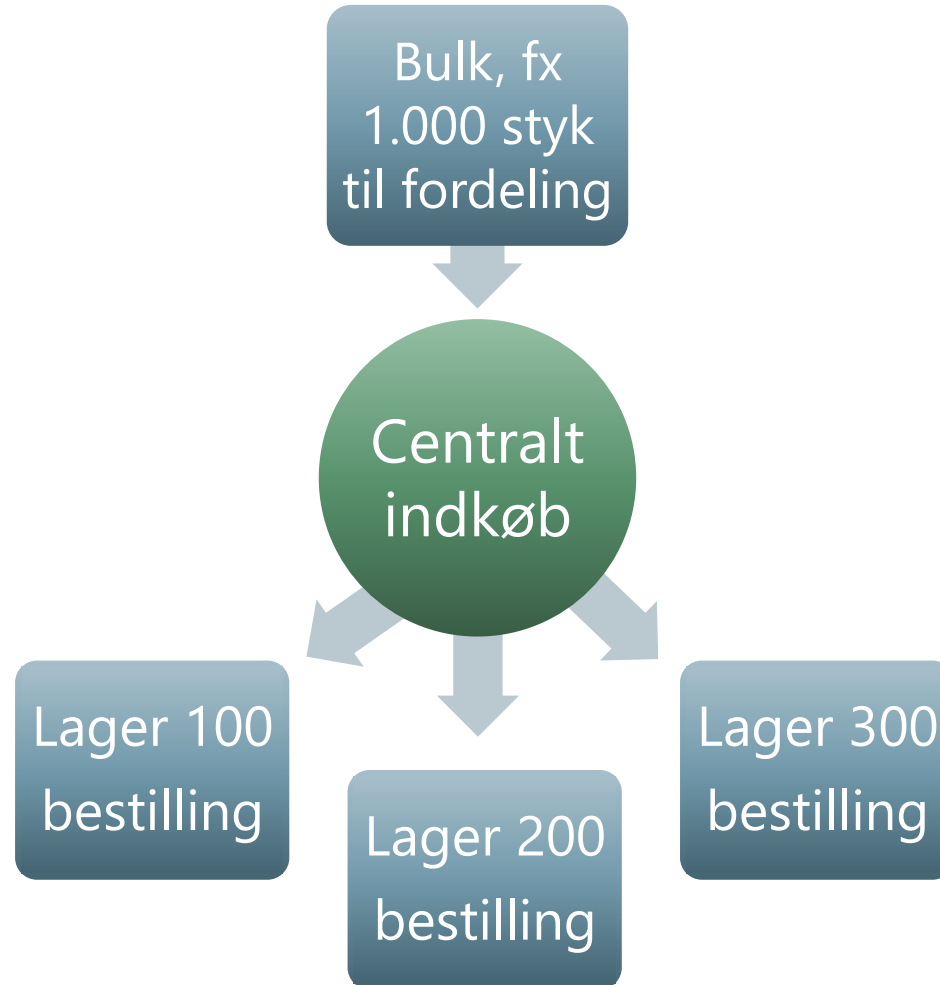 Bulk, fx
1.000 styk
til fordeling
Centralt
indkøb
Lager 100
bestilling
Lager 200
bestilling
Lager 300
bestilling